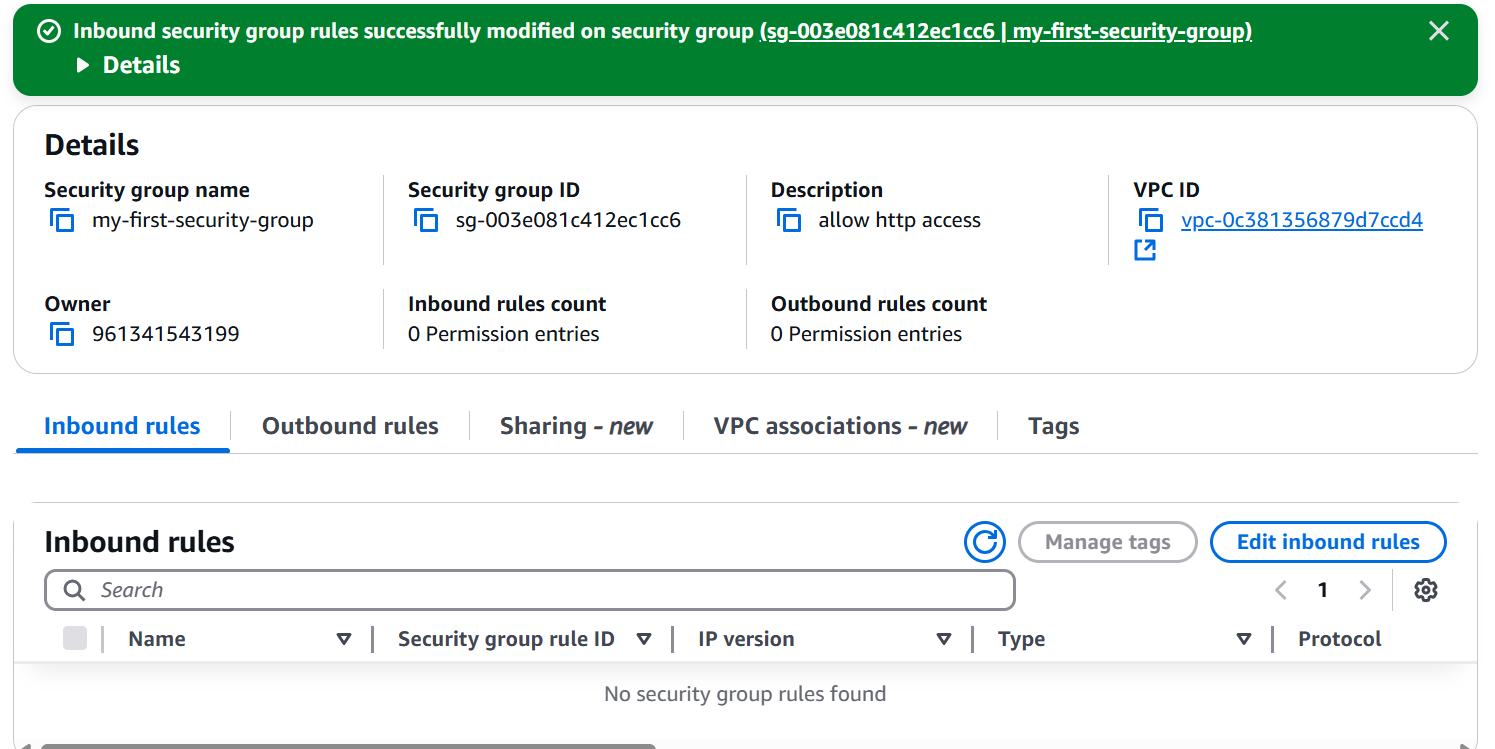 Inbound security group rules successfully modified on security group (sg-003e081c412ec1cc6 | my-first-security-group)
Details
Details
Security group name
my-first-security-group
Security group ID
sg-003e081c412ec1cc6
Description
allow http access
VPC ID
vpc-0c381356879d7ccd4
Owner
961341543199
Inbound rules count
0 Permission entries
Outbound rules count
0 Permission entries
Inbound rules | Outbound rules | Sharing - new | VPC associations - new | Tags
Inbound rules
Manage tags
Edit inbound rules
Search
1
Name | Security group rule ID | IP version | Type | Protocol
No security group rules found